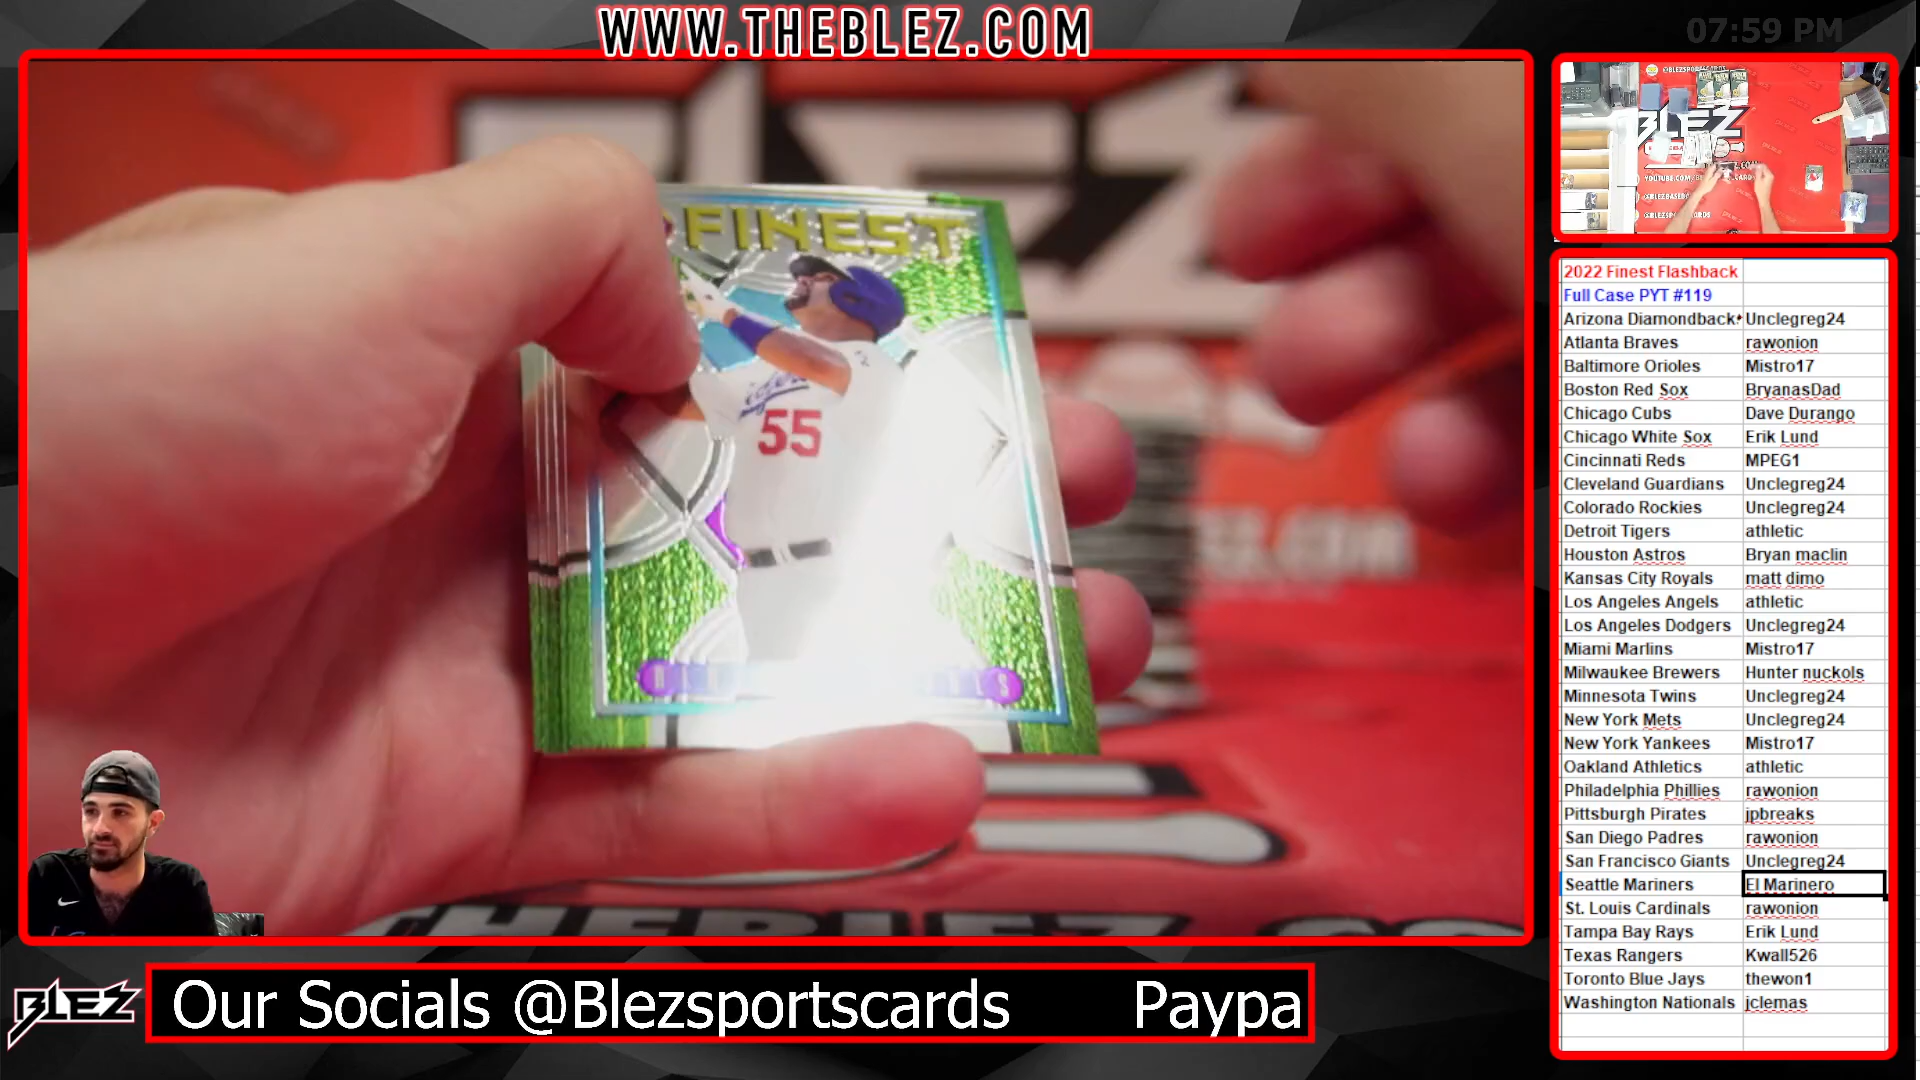 WWW.THEBLEZ.COM
07:59 PM
FINEST
55
BLEZ
2022 Finest Flashback
Full Case PYT #119
Arizona Diamondback Unclegreg24
Atlanta Braves rawonion
Baltimore Orioles Mistro17
Boston Red Sox BryanasDad
Chicago Cubs Dave Durango
Chicago White Sox Erik Lund
Cincinnati Reds MPEG1
Cleveland Guardians Unclegreg24
Colorado Rockies Unclegreg24
Detroit Tigers athletic
Houston Astros Bryan maclin
Kansas City Royals matt dimo
Los Angeles Angels athletic
Los Angeles Dodgers Unclegreg24
Miami Marlins Mistro17
Milwaukee Brewers Hunter nuckols
Minnesota Twins Unclegreg24
New York Mets Unclegreg24
New York Yankees Mistro17
Oakland Athletics athletic
Philadelphia Phillies rawonion
Pittsburgh Pirates jpbreaks
San Diego Padres rawonion
San Francisco Giants Unclegreg24
Seattle Mariners El Marinero
St. Louis Cardinals rawonion
Tampa Bay Rays Erik Lund
Texas Rangers Kwall526
Toronto Blue Jays thewon1
Washington Nationals jclemas
BLEZ
Our Socials @Blezsportscards Paypa